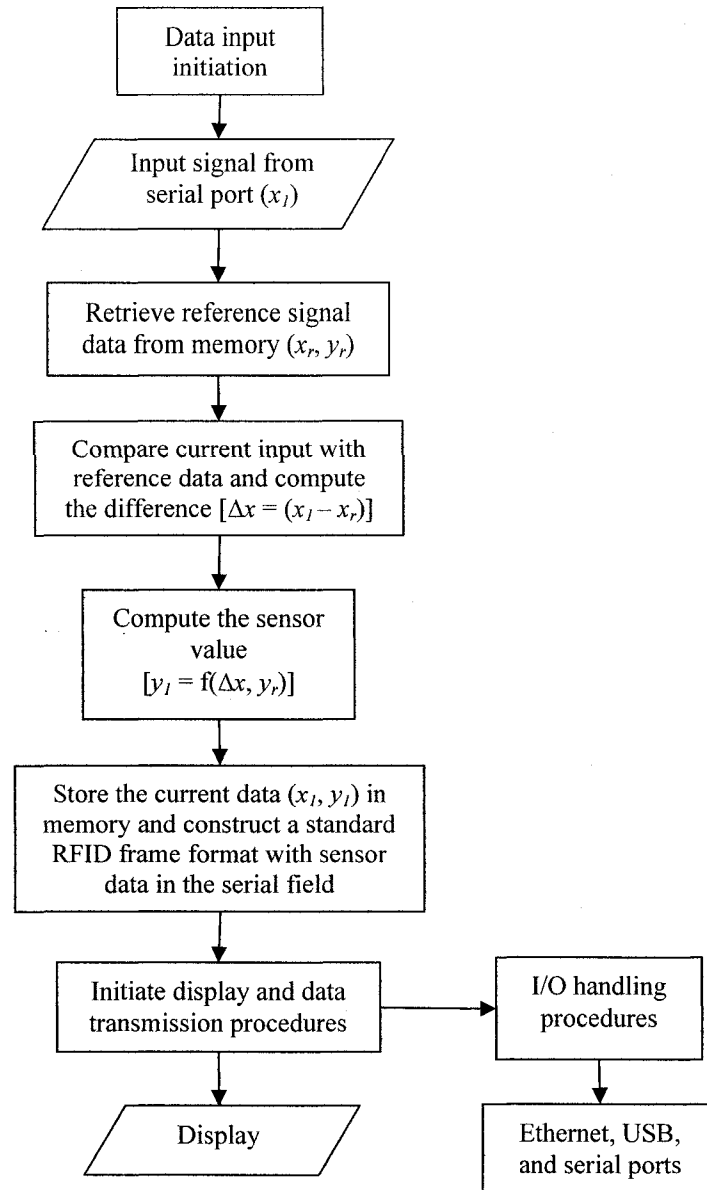 Data input
initiation
Input signal from
serial port (x₁)
Retrieve reference signal
data from memory (xᵣ, yᵣ)
Compare current input with
reference data and compute
the difference [Δx = (x₁ – xᵣ)]
Compute the sensor
value
[y₁ = f(Δx, yᵣ)]
Store the current data (x₁, y₁) in
memory and construct a standard
RFID frame format with sensor
data in the serial field
Initiate display and data
transmission procedures
I/O handling
procedures
Display
Ethernet, USB,
and serial ports